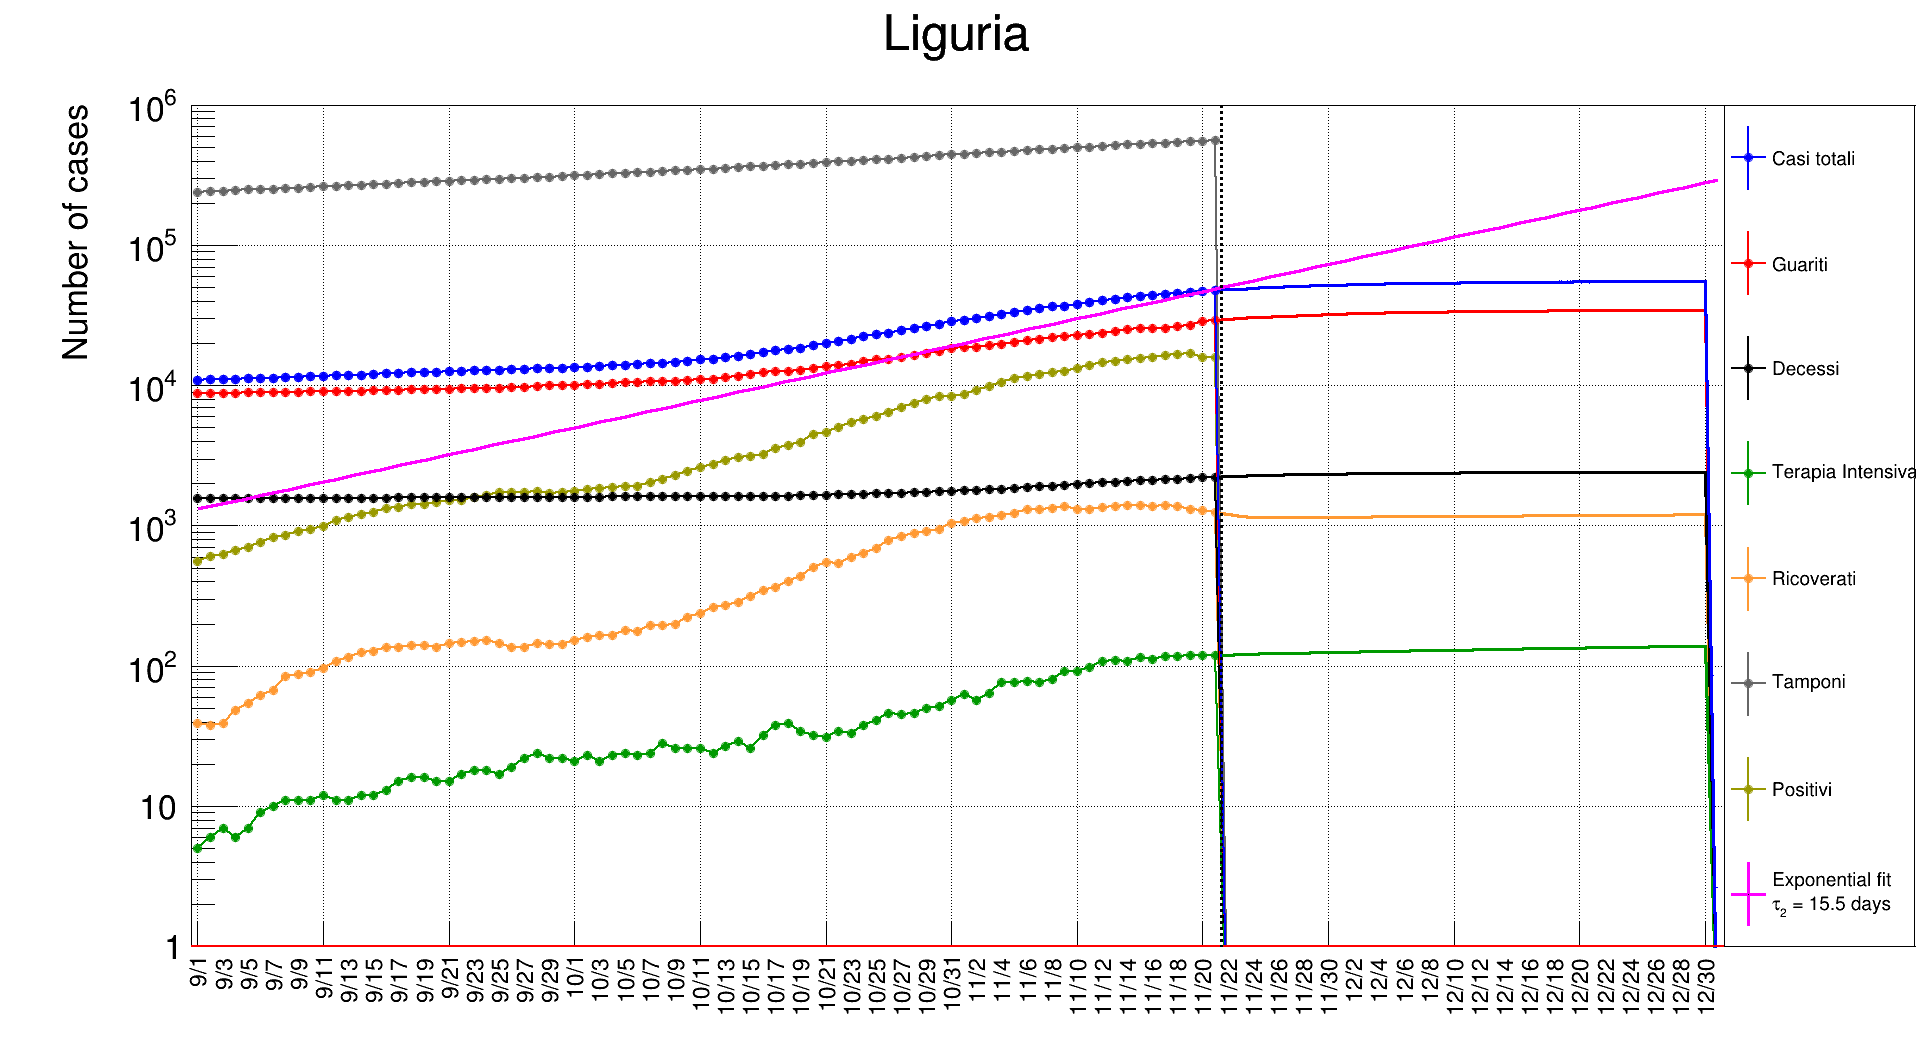 Liguria
Number of cases
10^6
10^5
10^4
10^3
10^2
10
1
9/1 9/3 9/5 9/7 9/9 9/11 9/13 9/15 9/17 9/19 9/21 9/23 9/25 9/27 9/29 10/1 10/3 10/5 10/7 10/9 10/11 10/13 10/15 10/17 10/19 10/21 10/23 10/25 10/27 10/29 10/31 11/2 11/4 11/6 11/8 11/10 11/12 11/14 11/16 11/18 11/20 11/22 11/24 11/26 11/28 11/30 12/2 12/4 12/6 12/8 12/10 12/12 12/14 12/16 12/18 12/20 12/22 12/24 12/26 12/28 12/30
Casi totali
Guariti
Decessi
Terapia Intensiva
Ricoverati
Tamponi
Positivi
Exponential fit
τ_2 = 15.5 days